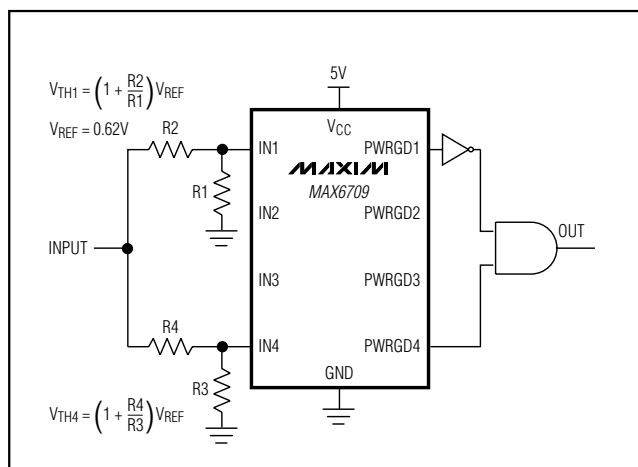 5V
V_TH1 = (1 + R2/R1) V_REF
V_REF = 0.62V
R2
R1
V_CC
IN1
PWRGD1
MAXIM
MAX6709
IN2
PWRGD2
INPUT
OUT
IN3
PWRGD3
R4
IN4
PWRGD4
R3
GND
V_TH4 = (1 + R4/R3) V_REF